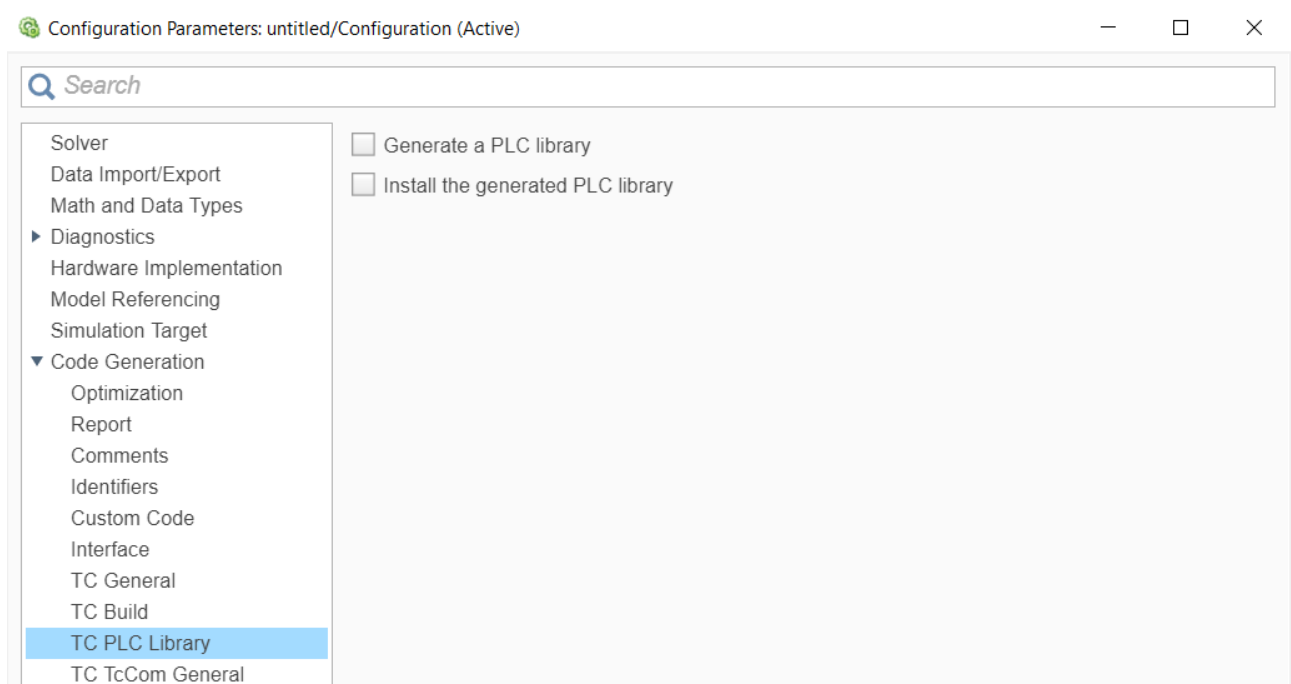 Configuration Parameters: untitled/Configuration (Active)
Search
Solver
Data Import/Export
Math and Data Types
Diagnostics
Hardware Implementation
Model Referencing
Simulation Target
Code Generation
Optimization
Report
Comments
Identifiers
Custom Code
Interface
TC General
TC Build
TC PLC Library
TC TcCom General
Generate a PLC library
Install the generated PLC library